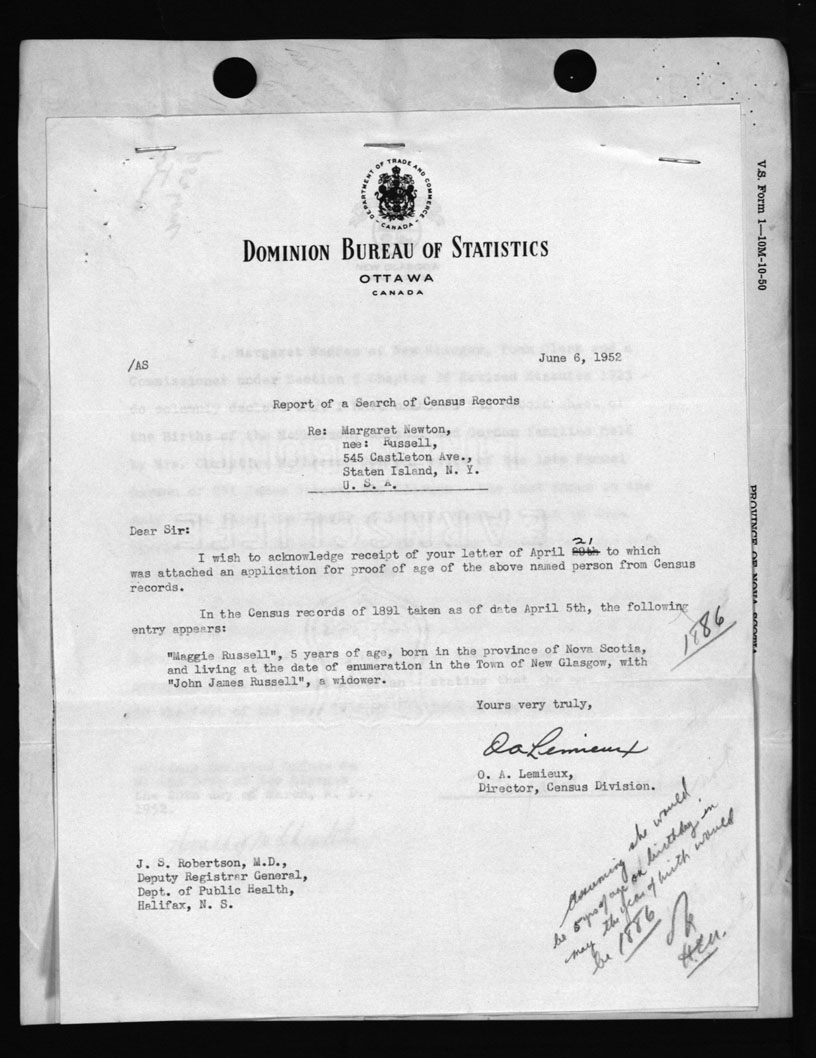 DEPARTMENT OF TRADE AND COMMERCE
CANADA
DOMINION BUREAU OF STATISTICS
OTTAWA
CANADA
V.S. Form 1—10M-10-50
/AS
June 6, 1952
Report of a Search of Census Records
Re: Margaret Newton,
nee: Russell,
545 Castleton Ave.,
Staten Island, N. Y.
U. S. A.
PROVINCE OF NOVA SCOTIA
Dear Sir:
21
I wish to acknowledge receipt of your letter of April 29th to which
was attached an application for proof of age of the above named person from Census
records.
In the Census records of 1891 taken as of date April 5th, the following
entry appears:
1886
"Maggie Russell", 5 years of age, born in the province of Nova Scotia,
and living at the date of enumeration in the Town of New Glasgow, with
"John James Russell", a widower.
Yours very truly,
O A Lemieux
O. A. Lemieux,
Director, Census Division.
J. S. Robertson, M.D.,
Deputy Registrar General,
Dept. of Public Health,
Halifax, N. S.
Assuming she would
be 5 yrs of age on birthday in
may the year of birth would
be 1886